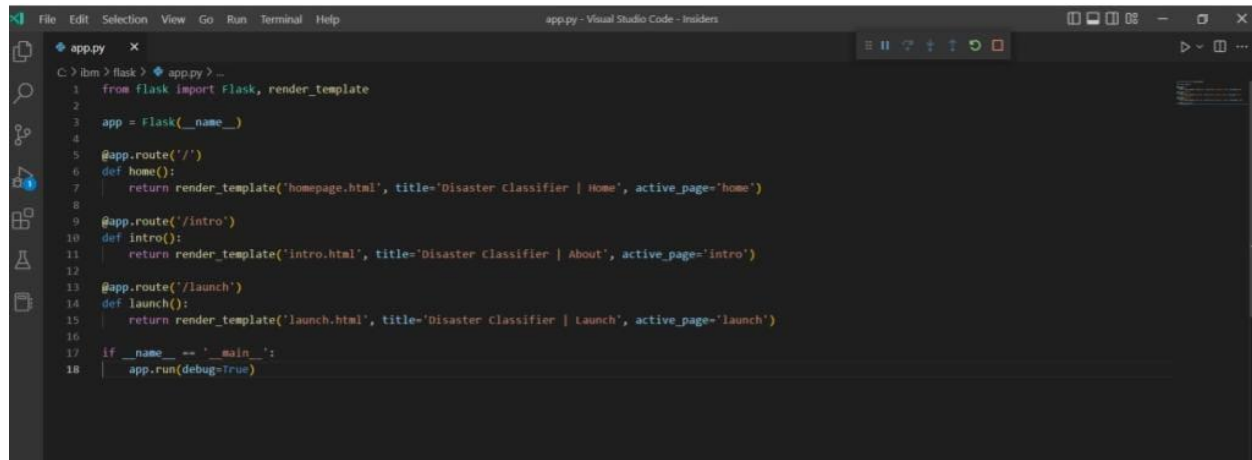 File Edit Selection View Go Run Terminal Help app.py - Visual Studio Code - Insiders
app.py
C: > ibm > flask > app.py > ...
1 from flask import Flask, render_template
2
3 app = Flask(__name__)
4
5 @app.route('/')
6 def home():
7 return render_template('homepage.html', title='Disaster Classifier | Home', active_page='home')
8
9 @app.route('/intro')
10 def intro():
11 return render_template('intro.html', title='Disaster Classifier | About', active_page='intro')
12
13 @app.route('/launch')
14 def launch():
15 return render_template('launch.html', title='Disaster Classifier | Launch', active_page='launch')
16
17 if __name__ == '__main__':
18 app.run(debug=True)
1